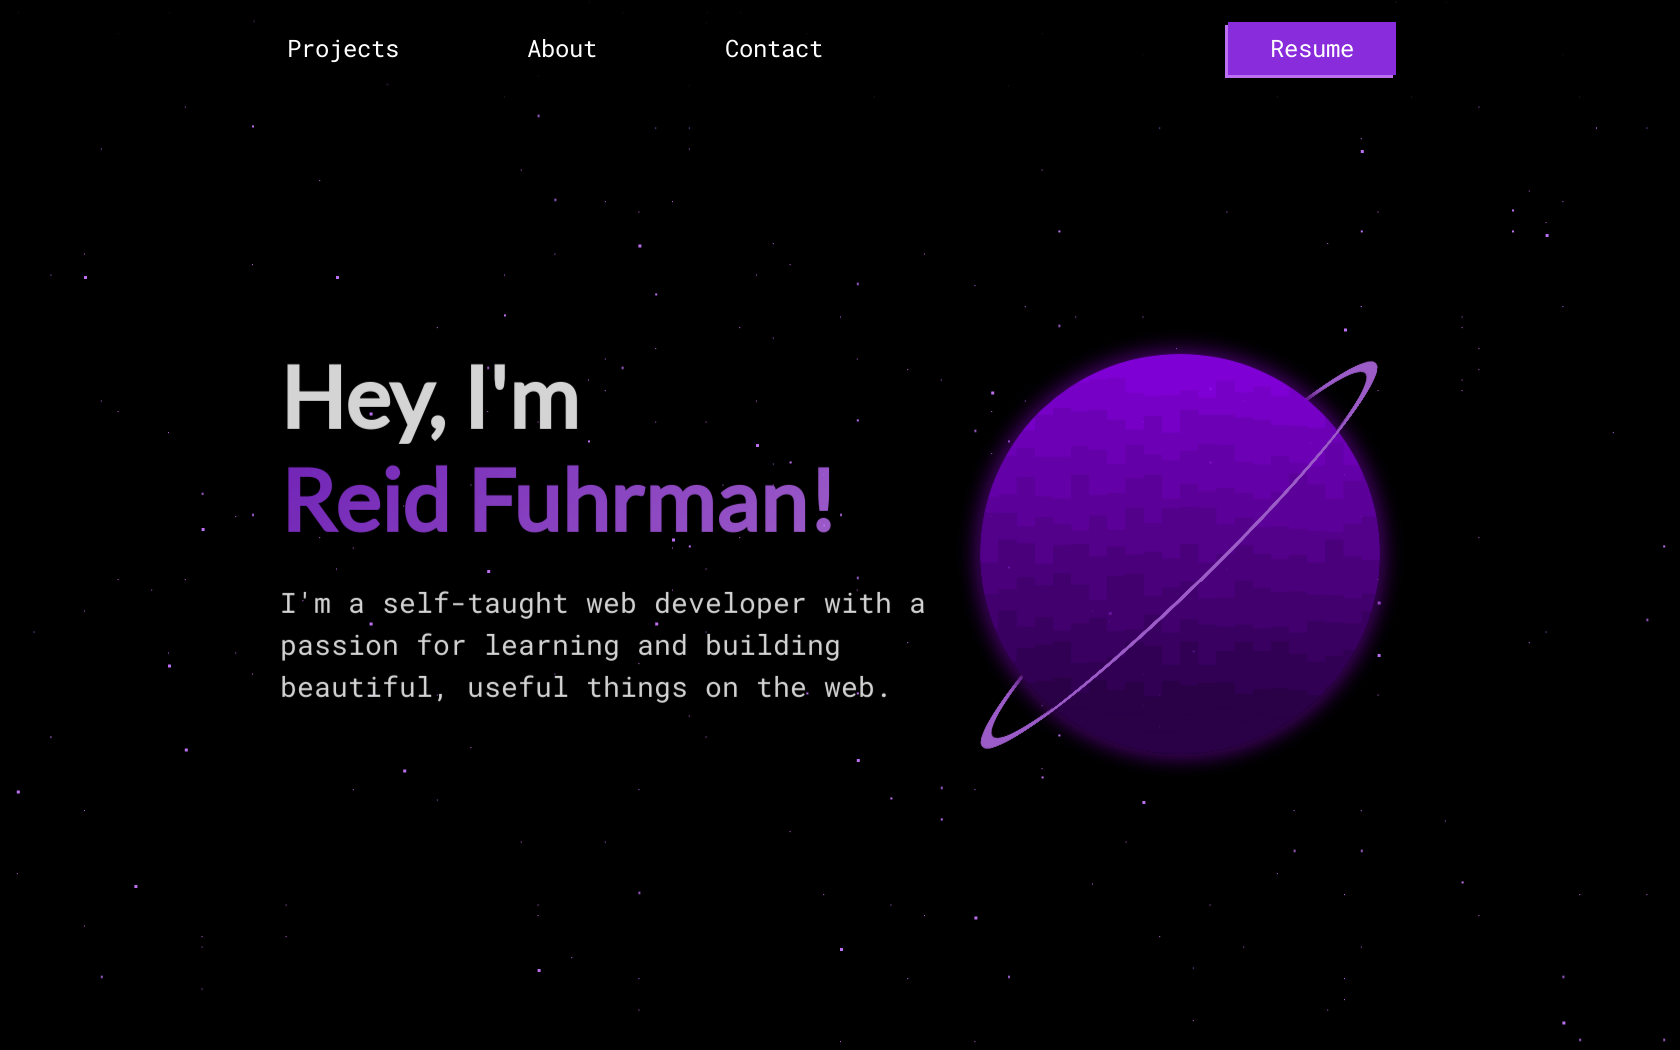 Projects About Contact Resume
Hey, I'm
Reid Fuhrman!
I'm a self-taught web developer with a
passion for learning and building
beautiful, useful things on the web.